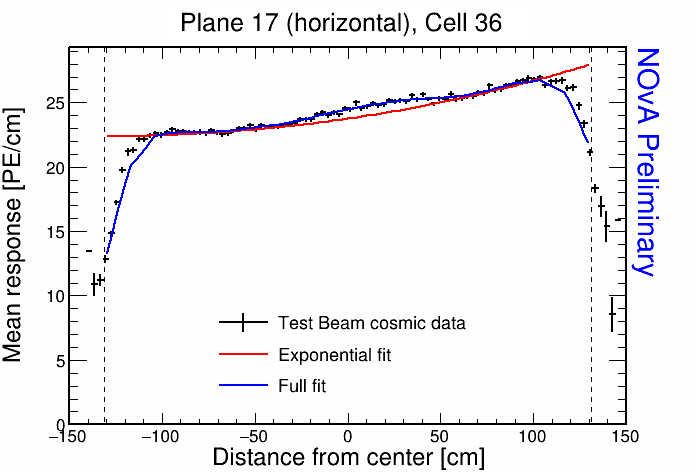 Plane 17 (horizontal), Cell 36
NOvA Preliminary
Mean response [PE/cm]
25
20
15
10
5
0
Test Beam cosmic data
Exponential fit
Full fit
−150 −100 −50 0 50 100 150
Distance from center [cm]